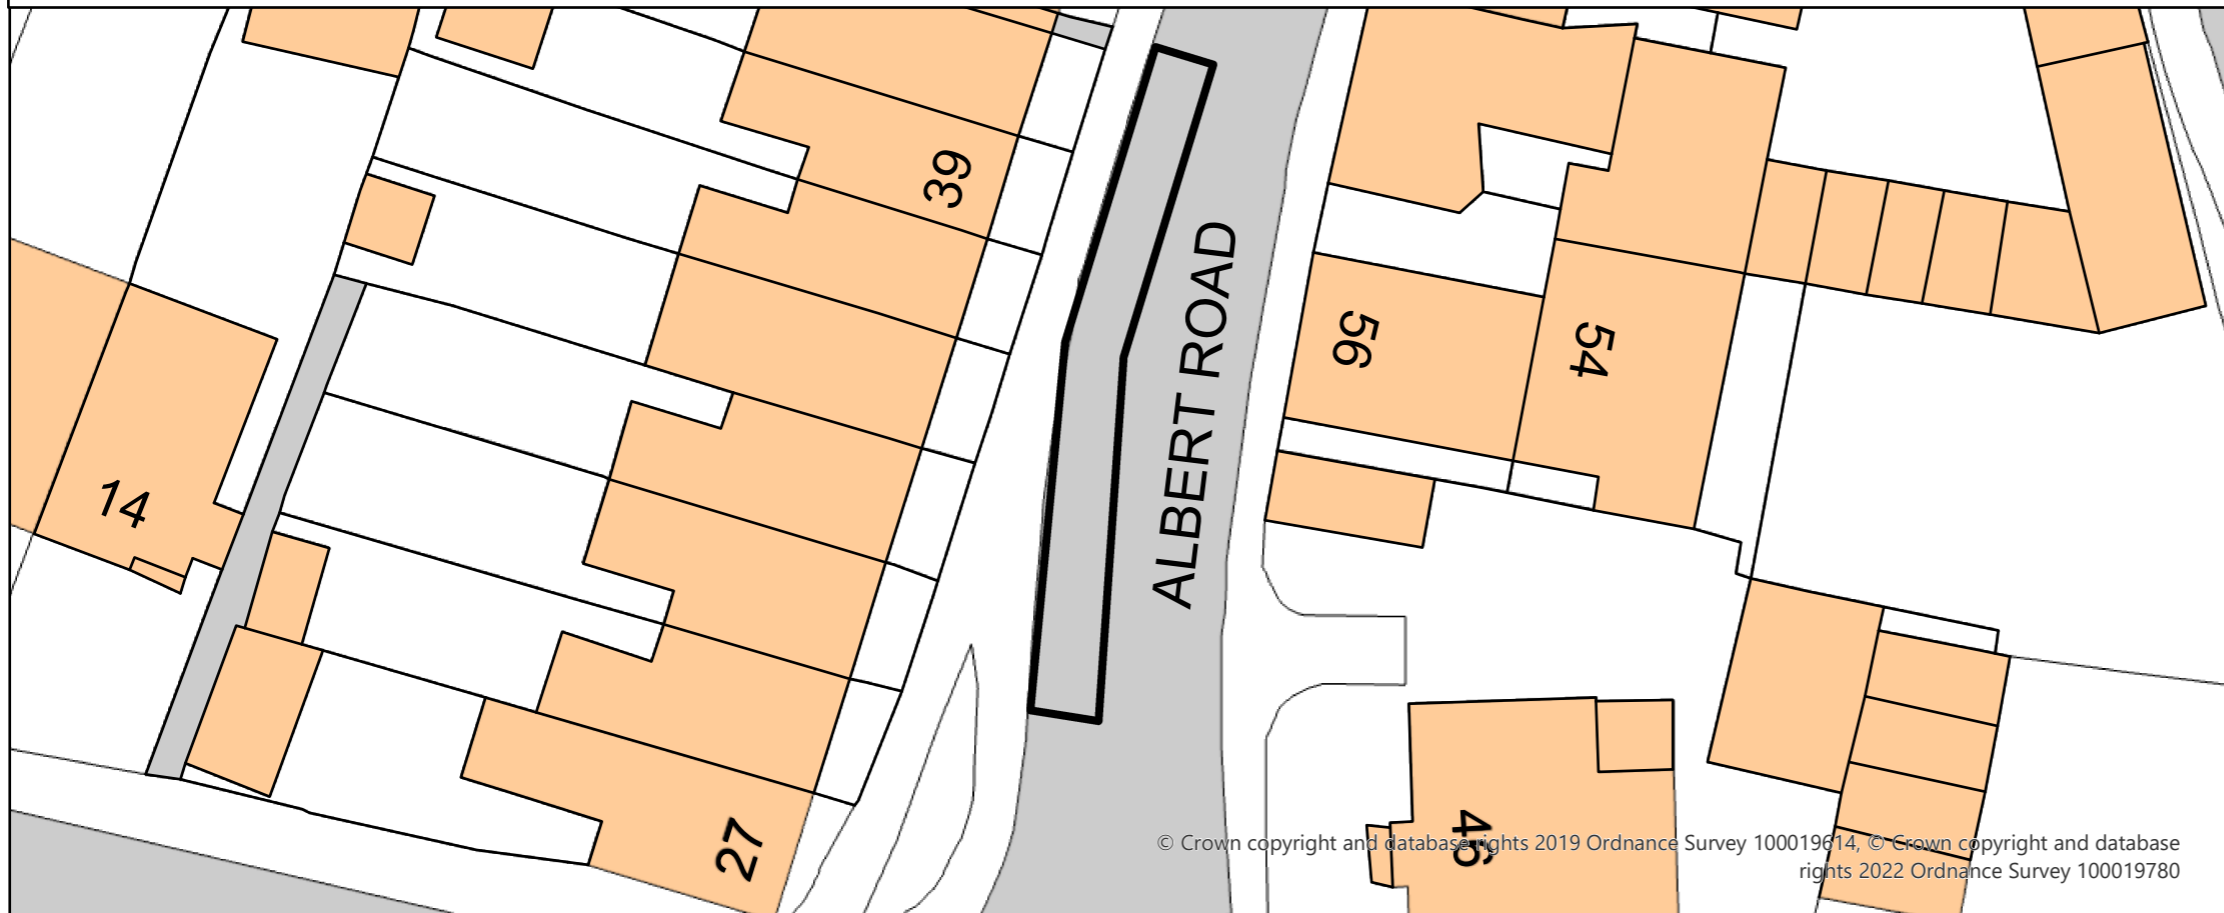 39
ALBERT ROAD
56
54
14
27
46
© Crown copyright and database rights 2019 Ordnance Survey 100019614, © Crown copyright and database
rights 2022 Ordnance Survey 100019780